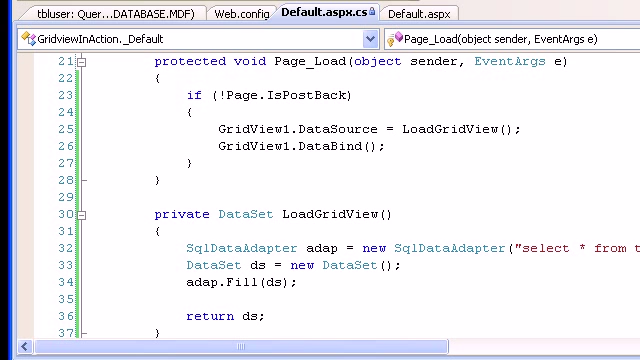 tbluser: Quer...DATABASE.MDF) Web.config Default.aspx.cs Default.aspx
GridviewInAction._Default Page_Load(object sender, EventArgs e)
21 protected void Page_Load(object sender, EventArgs e)
22 {
23 if (!Page.IsPostBack)
24 {
25 GridView1.DataSource = LoadGridView();
26 GridView1.DataBind();
27 }
28 }
29
30 private DataSet LoadGridView()
31 {
32 SqlDataAdapter adap = new SqlDataAdapter("select * from t
33 DataSet ds = new DataSet();
34 adap.Fill(ds);
35
36 return ds;
37 }